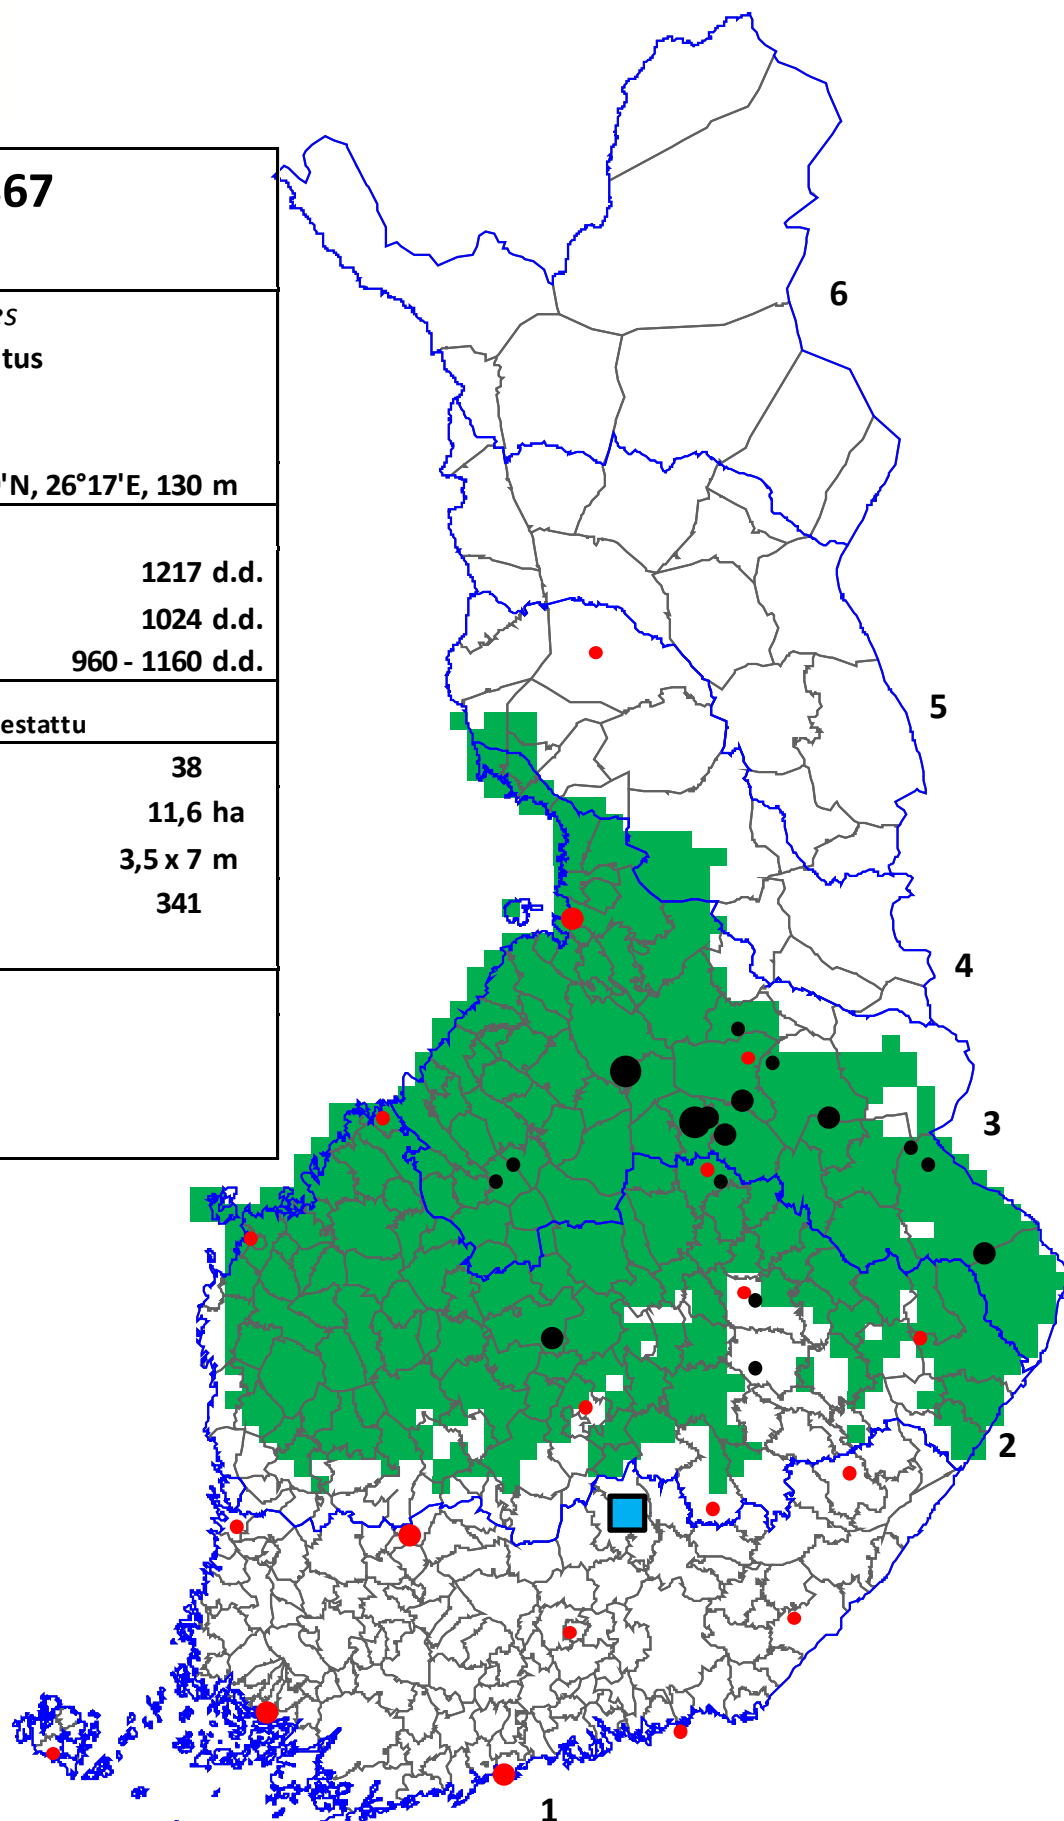 67
es
tus
'N, 26°17'E, 130 m
1217 d.d.
1024 d.d.
960 - 1160 d.d.
estattu
38
11,6 ha
3,5 x 7 m
341
6
5
4
3
2
1